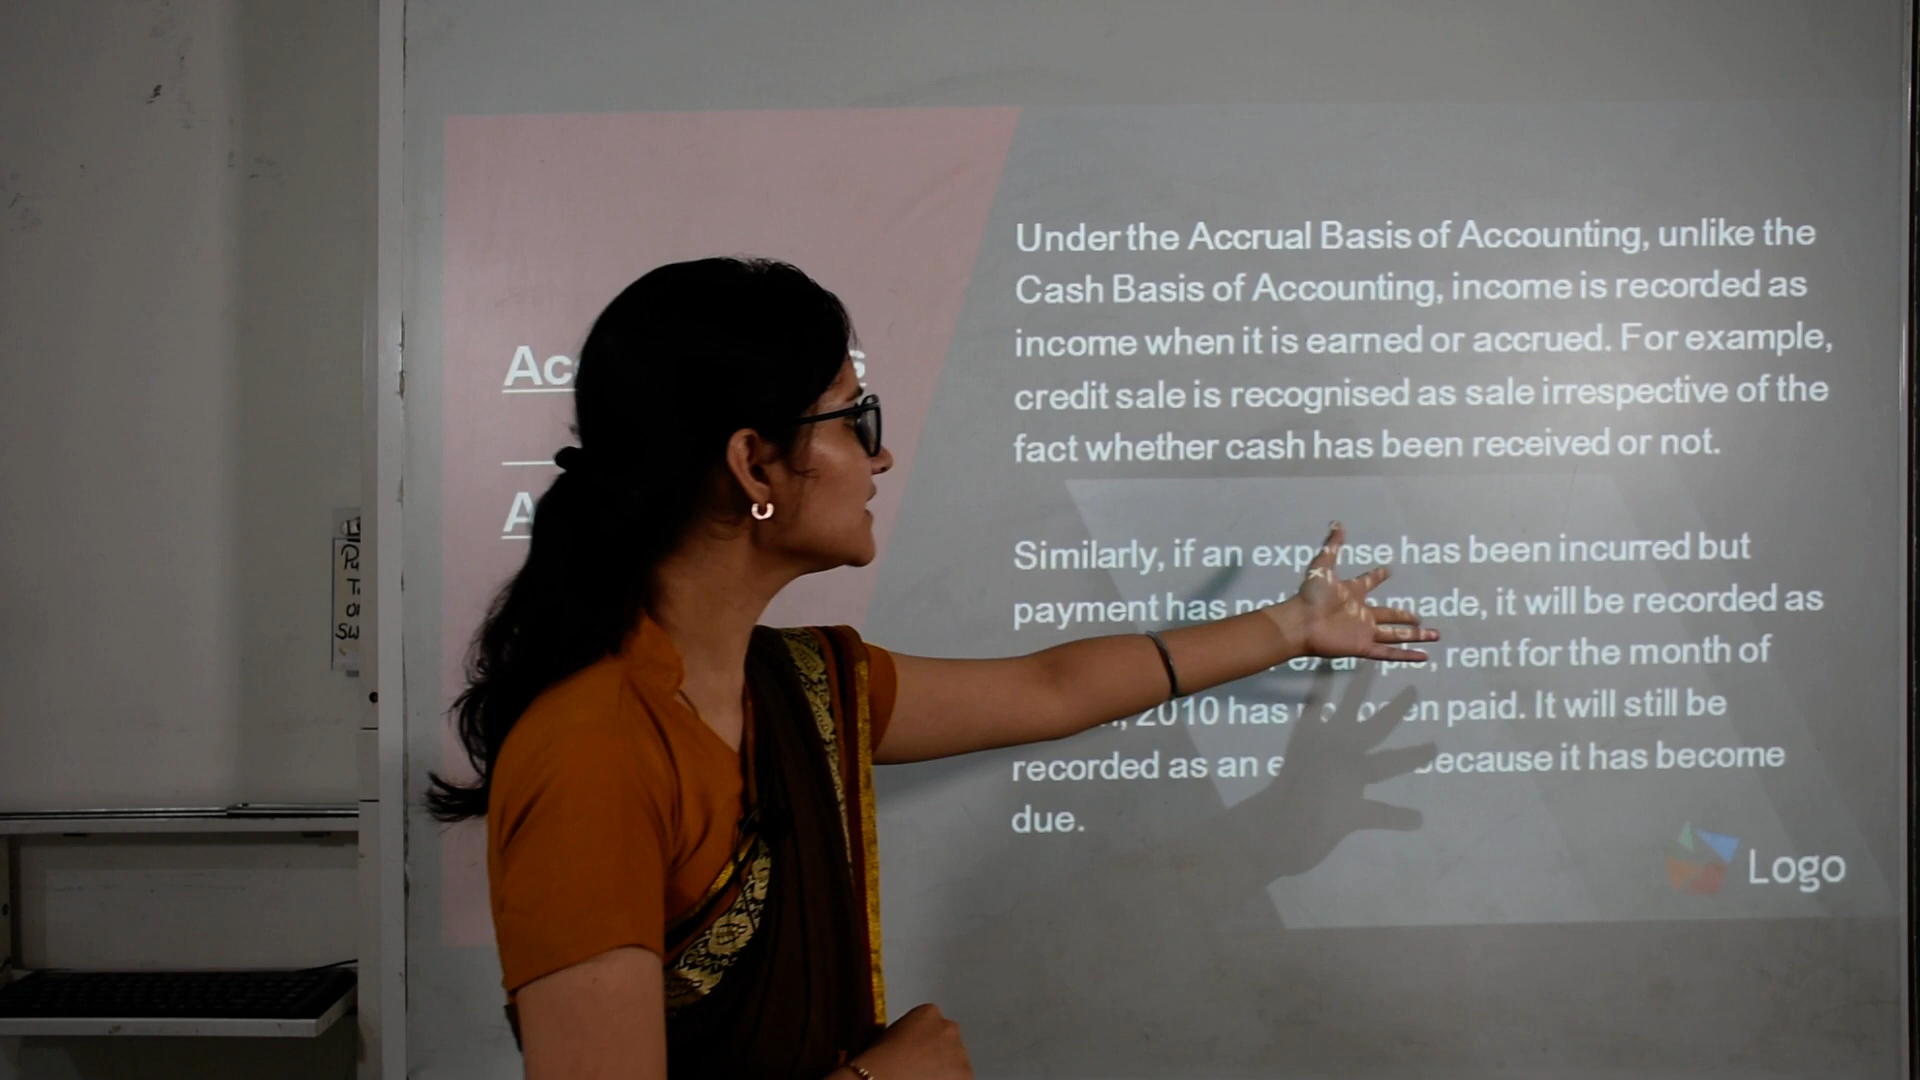 Under the Accrual Basis of Accounting, unlike the
Cash Basis of Accounting, income is recorded as
income when it is earned or accrued. For example,
credit sale is recognised as sale irrespective of the
fact whether cash has been received or not.
Similarly, if an expense has been incurred but
payment has not made, it will be recorded as
rent for the month of
2010 has paid. It will still be
recorded as an because it has become
due.
Logo